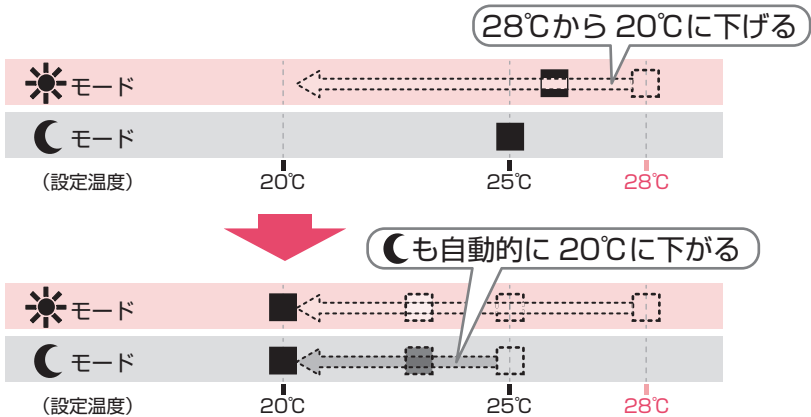 28℃から 20℃に下げる
モード
モード
(設定温度) 20℃ 25℃ 28℃
も自動的に 20℃に下がる
モード
モード
(設定温度) 20℃ 25℃ 28℃